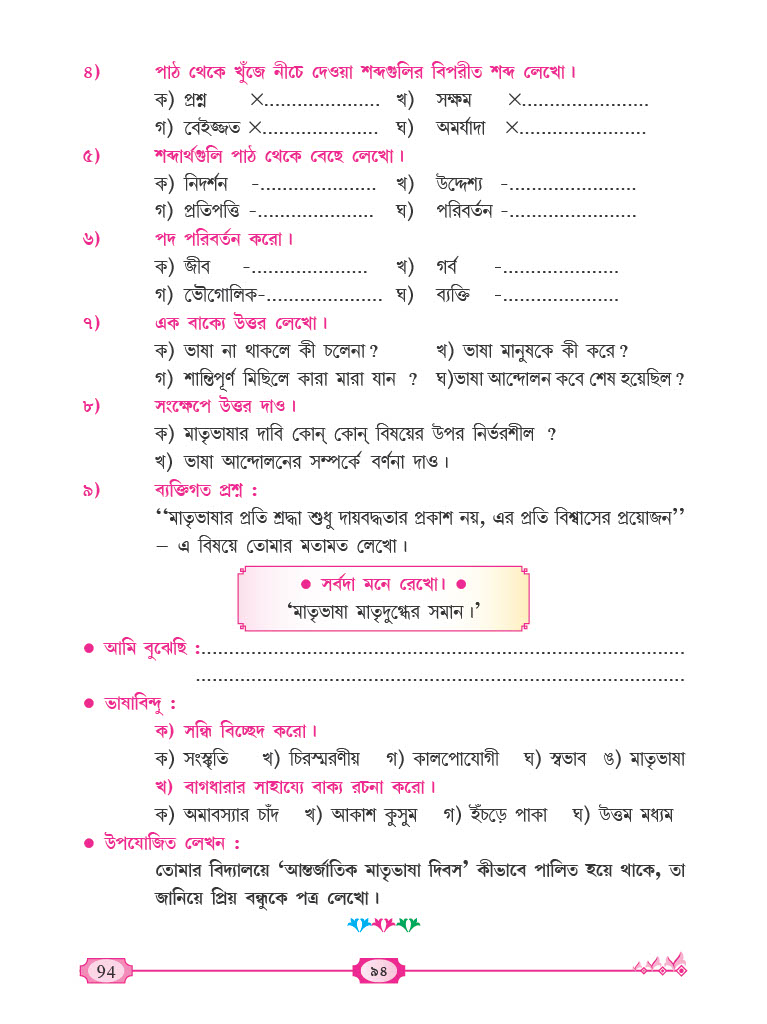 ৪) পাঠ থেকে খুঁজে নীচে দেওয়া শব্দগুলির বিপরীত শব্দ লেখো।
ক) প্রশ্ন ×..................... খ) সক্ষম ×.......................
গ) বেইজ্জত ×..................... ঘ) অমর্যাদা ×.......................
৫) শব্দার্থগুলি পাঠ থেকে বেছে লেখো।
ক) নিদর্শন -..................... খ) উদ্দেশ্য -.......................
গ) প্রতিপত্তি -..................... ঘ) পরিবর্তন -.......................
৬) পদ পরিবর্তন করো।
ক) জীব -..................... খ) গর্ব -.....................
গ) ভৌগোলিক-..................... ঘ) ব্যক্তি -.....................
৭) এক বাক্যে উত্তর লেখো।
ক) ভাষা না থাকলে কী চলেনা? খ) ভাষা মানুষকে কী করে?
গ) শান্তিপূর্ণ মিছিলে কারা মারা যান ? ঘ)ভাষা আন্দোলন কবে শেষ হয়েছিল?
৮) সংক্ষেপে উত্তর দাও।
ক) মাতৃভাষার দাবি কোন্ কোন্ বিষয়ের উপর নির্ভরশীল ?
খ) ভাষা আন্দোলনের সম্পর্কে বর্ণনা দাও।
৯) ব্যক্তিগত প্রশ্ন :
‘‘মাতৃভাষার প্রতি শ্রদ্ধা শুধু দায়বদ্ধতার প্রকাশ নয়, এর প্রতি বিশ্বাসের প্রয়োজন’’
– এ বিষয়ে তোমার মতামত লেখো।
● সর্বদা মনে রেখো। ●
‘মাতৃভাষা মাতৃদুগ্ধের সমান।’
● আমি বুঝেছি :.......................................................................................
........................................................................................
● ভাষাবিন্দু :
ক) সন্ধি বিচ্ছেদ করো।
ক) সংস্কৃতি খ) চিরস্মরণীয় গ) কালপোযোগী ঘ) স্বভাব ঙ) মাতৃভাষা
খ) বাগধারার সাহায্যে বাক্য রচনা করো।
ক) অমাবস্যার চাঁদ খ) আকাশ কুসুম গ) ইঁচড়ে পাকা ঘ) উত্তম মধ্যম
● উপযোজিত লেখন :
তোমার বিদ্যালয়ে ‘আন্তর্জাতিক মাতৃভাষা দিবস’ কীভাবে পালিত হয়ে থাকে, তা
জানিয়ে প্রিয় বন্ধুকে পত্র লেখো।
94 ৯৪